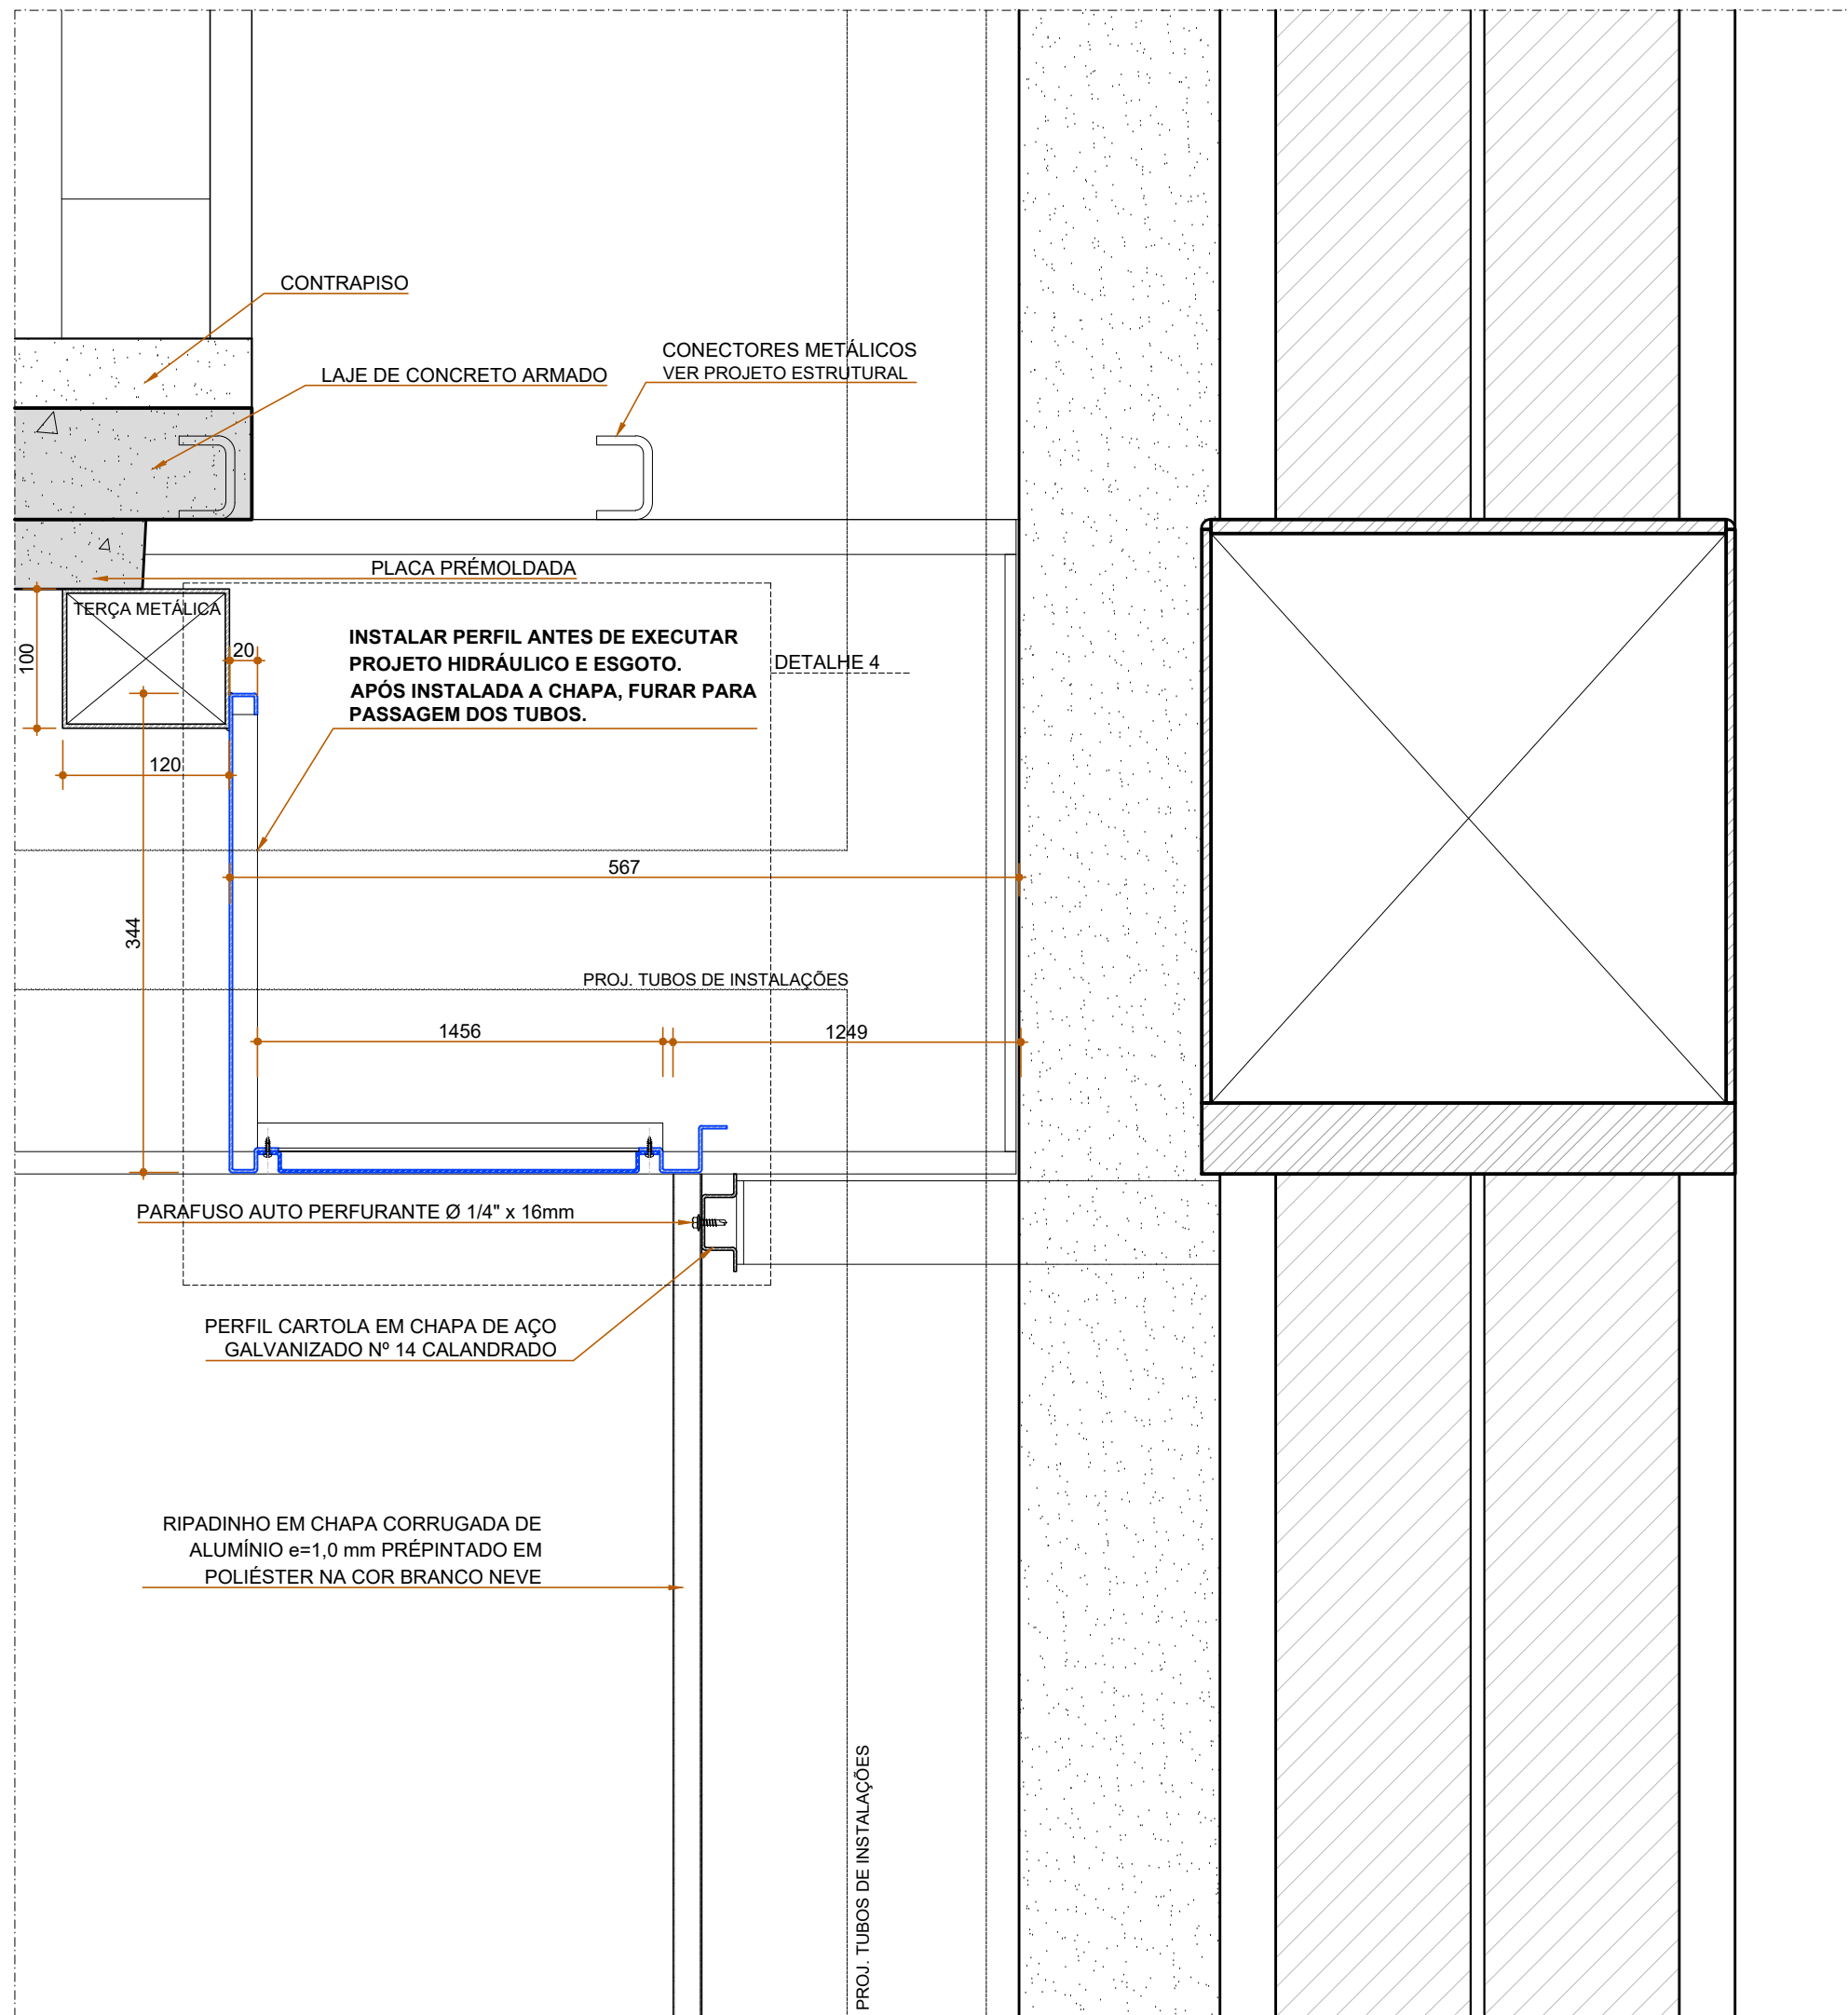 CONTRAPISO
CONECTORES METÁLICOS
VER PROJETO ESTRUTURAL
LAJE DE CONCRETO ARMADO
PLACA PRÉMOLDADA
TERÇA METÁLICA
100
20
INSTALAR PERFIL ANTES DE EXECUTAR
PROJETO HIDRÁULICO E ESGOTO.
APÓS INSTALADA A CHAPA, FURAR PARA
PASSAGEM DOS TUBOS.
DETALHE 4
120
567
344
PROJ. TUBOS DE INSTALAÇÕES
1456
1249
PARAFUSO AUTO PERFURANTE Ø 1/4" x 16mm
PERFIL CARTOLA EM CHAPA DE AÇO
GALVANIZADO Nº 14 CALANDRADO
RIPADINHO EM CHAPA CORRUGADA DE
ALUMÍNIO e=1,0 mm PRÉPINTADO EM
POLIÉSTER NA COR BRANCO NEVE
PROJ. TUBOS DE INSTALAÇÕES